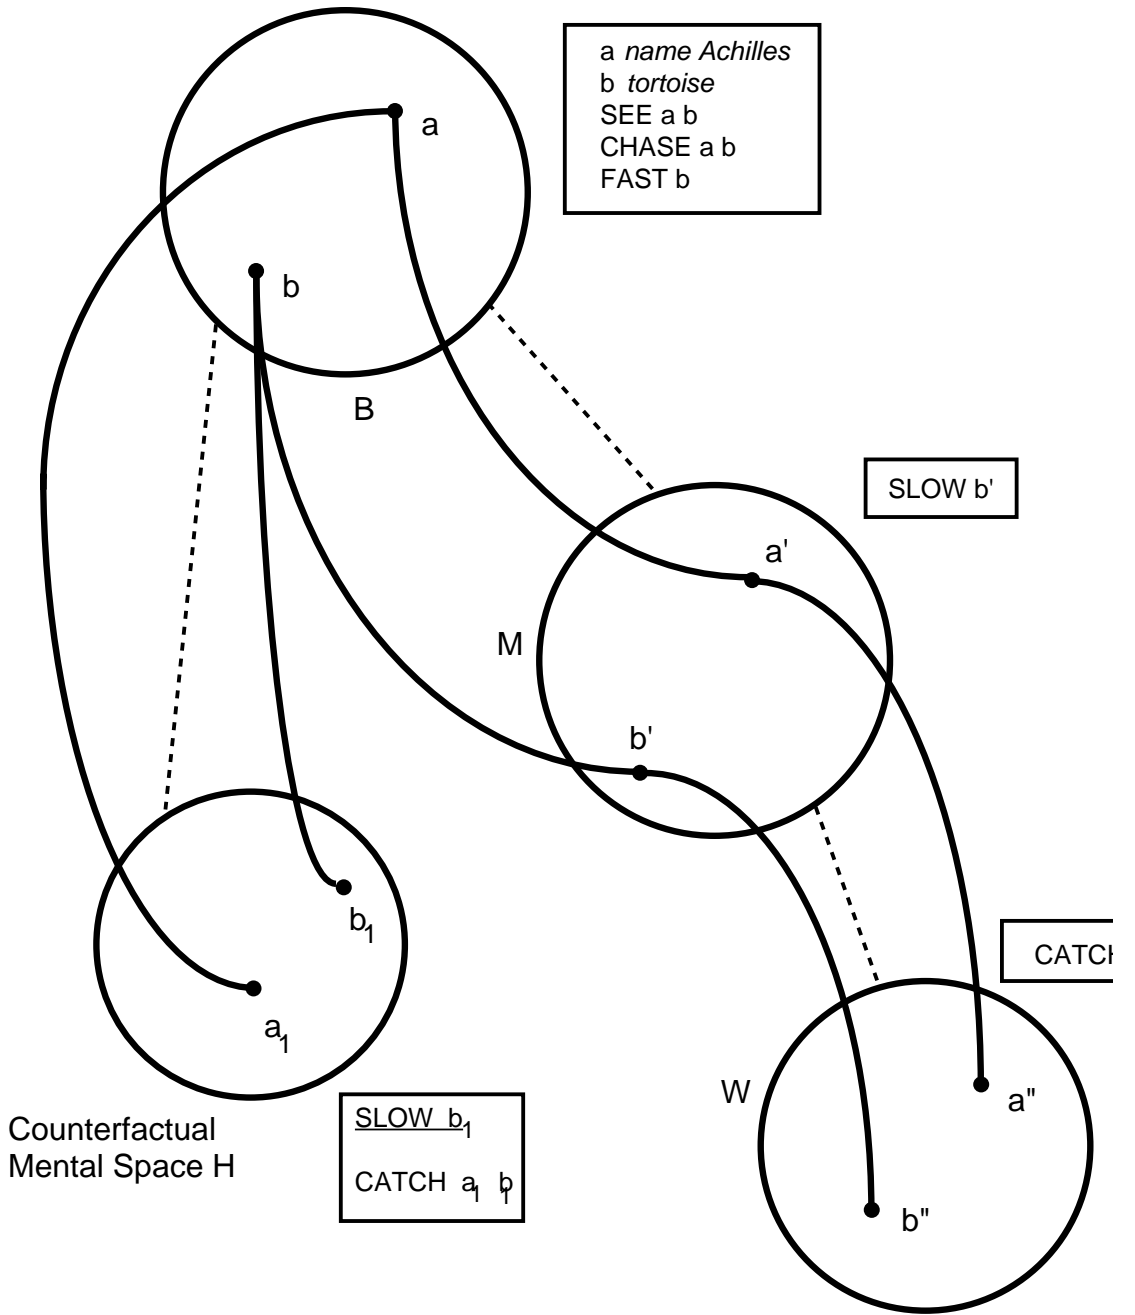 a name Achilles
b tortoise
SEE a b
CHASE a b
FAST b
a
b
B
SLOW b'
a'
M
b'
b₁
CATCH
a₁
W
a"
SLOW b₁
Counterfactual
Mental Space H
CATCH a₁ b₁
b"